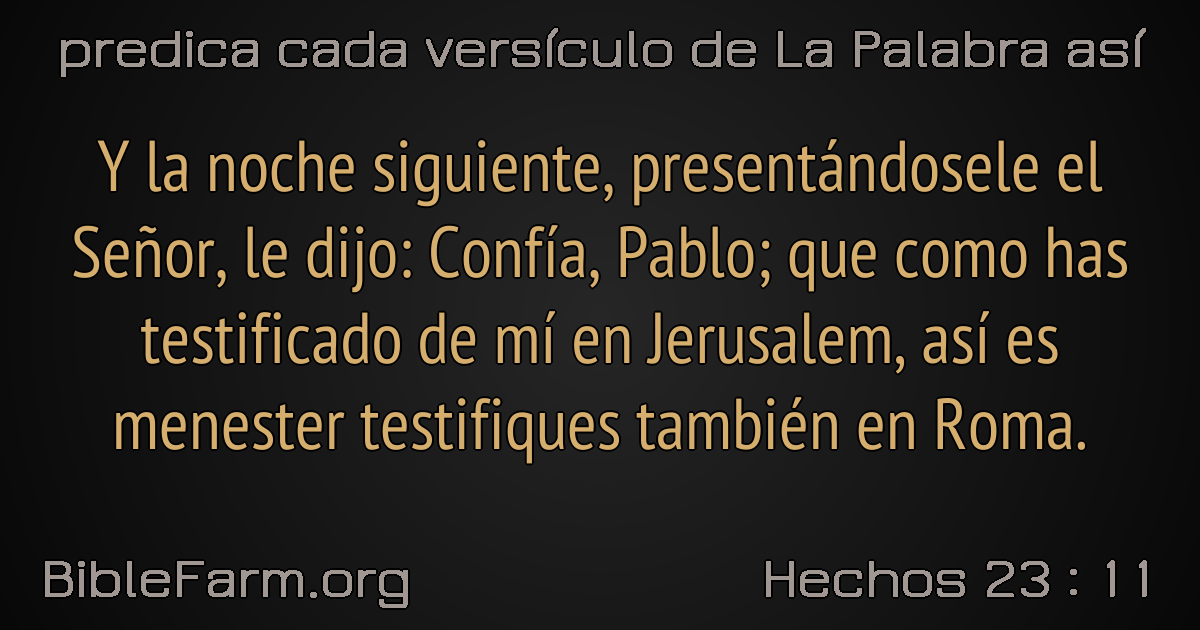 predica cada versículo de La Palabra así
Y la noche siguiente, presentándosele el
Señor, le dijo: Confía, Pablo; que como has
testificado de mí en Jerusalem, así es
menester testifiques también en Roma.
BibleFarm.org
Hechos 23 : 11